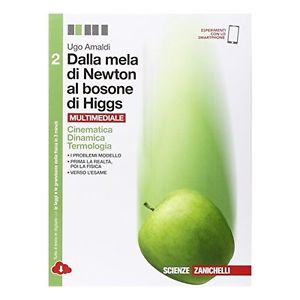 ESPERIMENTI
CON LO
SMARTPHONE
Ugo Amaldi
2
Dalla mela
di Newton
al bosone
di Higgs
MULTIMEDIALE
Cinematica
Dinamica
Termologia
• I PROBLEMI MODELLO
• PRIMA LA REALTÀ,
POI LA FISICA
• VERSO L'ESAME
SCIENZE ZANICHELLI